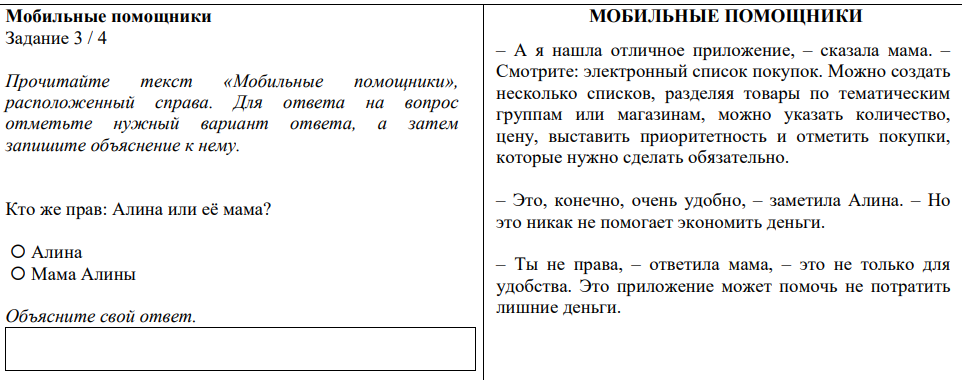 Мобильные помощники
Задание 3 / 4
Прочитайте текст «Мобильные помощники»,
расположенный справа. Для ответа на вопрос
отметьте нужный вариант ответа, а затем
запишите объяснение к нему.
Кто же прав: Алина или её мама?
Алина
Мама Алины
Объясните свой ответ.
МОБИЛЬНЫЕ ПОМОЩНИКИ
– А я нашла отличное приложение, – сказала мама. –
Смотрите: электронный список покупок. Можно создать
несколько списков, разделяя товары по тематическим
группам или магазинам, можно указать количество,
цену, выставить приоритетность и отметить покупки,
которые нужно сделать обязательно.
– Это, конечно, очень удобно, – заметила Алина. – Но
это никак не помогает экономить деньги.
– Ты не права, – ответила мама, – это не только для
удобства. Это приложение может помочь не потратить
лишние деньги.